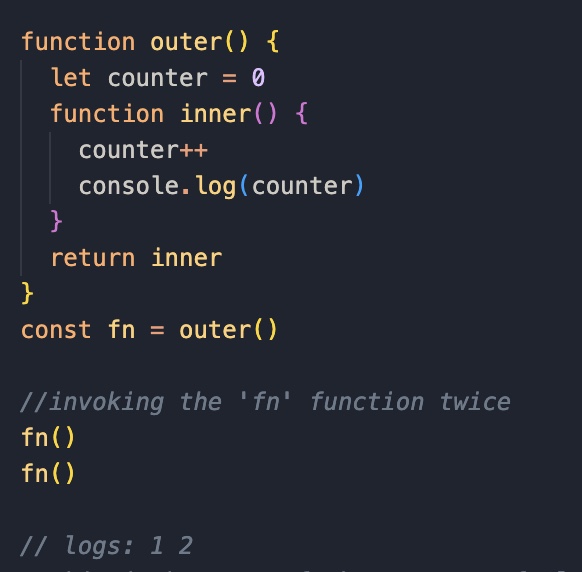 function outer() {
  let counter = 0
  function inner() {
    counter++
    console.log(counter)
  }
  return inner
}
const fn = outer()

//invoking the 'fn' function twice
fn()
fn()

// logs: 1 2